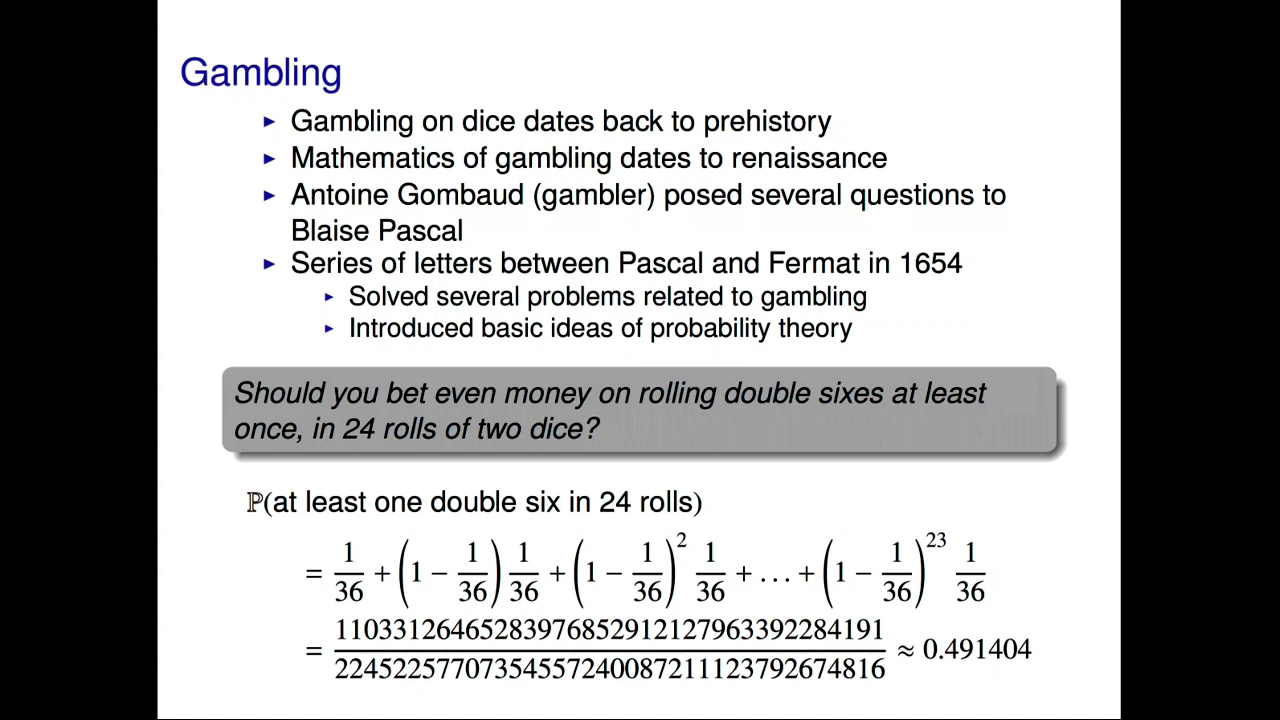 Gambling
▸ Gambling on dice dates back to prehistory
▸ Mathematics of gambling dates to renaissance
▸ Antoine Gombaud (gambler) posed several questions to
Blaise Pascal
▸ Series of letters between Pascal and Fermat in 1654
▸ Solved several problems related to gambling
▸ Introduced basic ideas of probability theory
Should you bet even money on rolling double sixes at least
once, in 24 rolls of two dice?
ℙ(at least one double six in 24 rolls)
= 1/36 + (1 − 1/36) 1/36 + (1 − 1/36)^2 1/36 + … + (1 − 1/36)^23 1/36
= 11033126465283976852912127963392284191/22452257707354557240087211123792674816 ≈ 0.491404